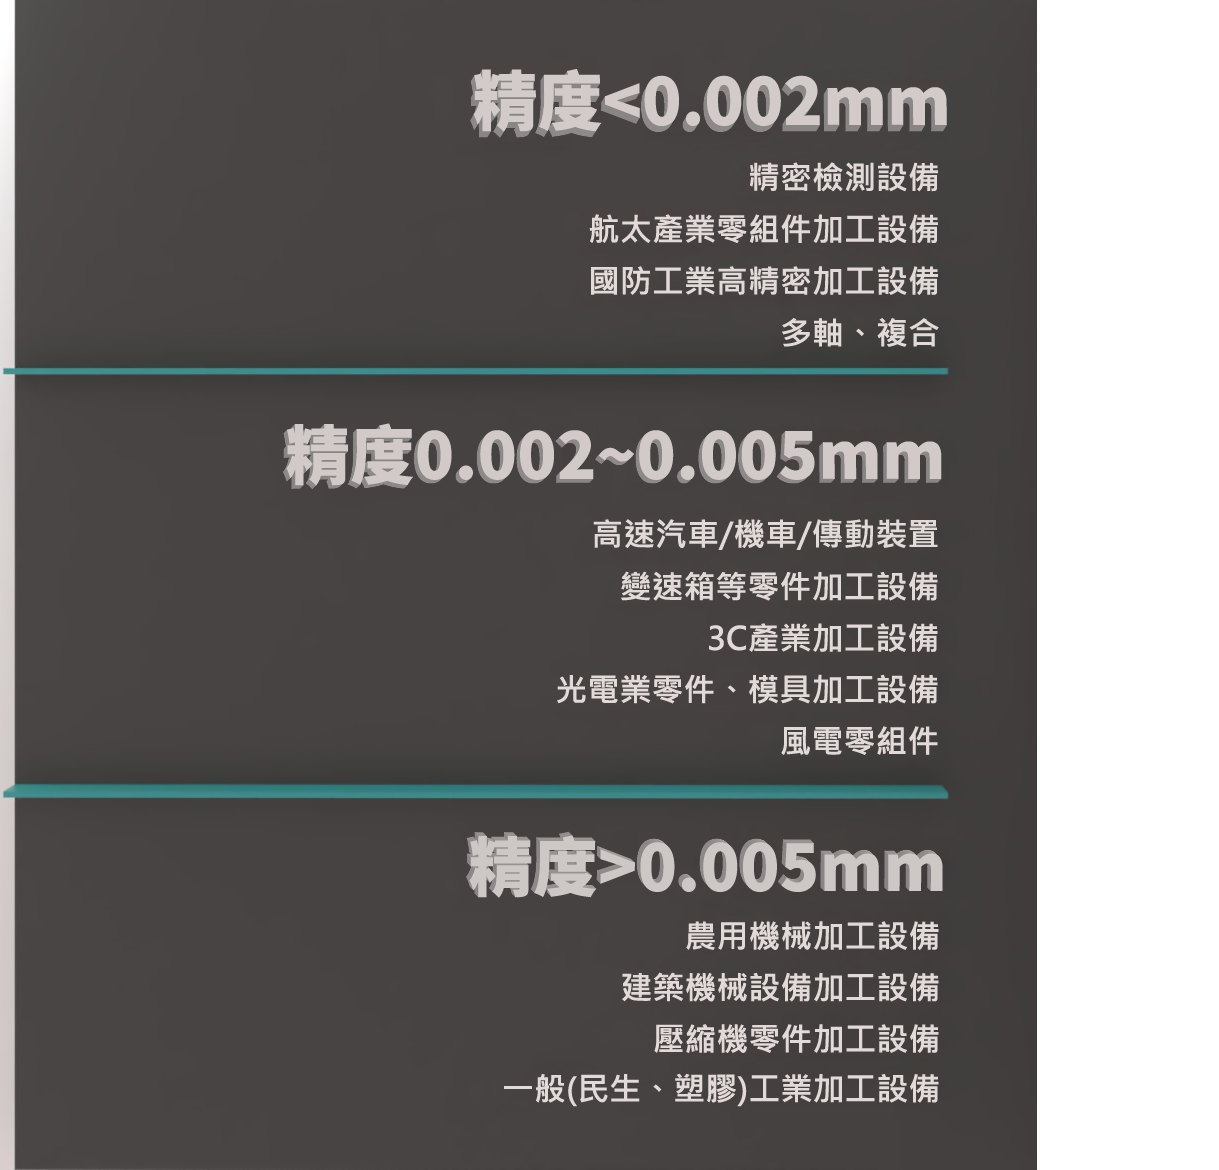 精度<0.002mm
精密檢測設備
航太產業零組件加工設備
國防工業高精密加工設備
多軸、複合
精度0.002~0.005mm
高速汽車/機車/傳動裝置
變速箱等零件加工設備
3C產業加工設備
光電業零件、模具加工設備
風電零組件
精度>0.005mm
農用機械加工設備
建築機械設備加工設備
壓縮機零件加工設備
一般(民生、塑膠)工業加工設備